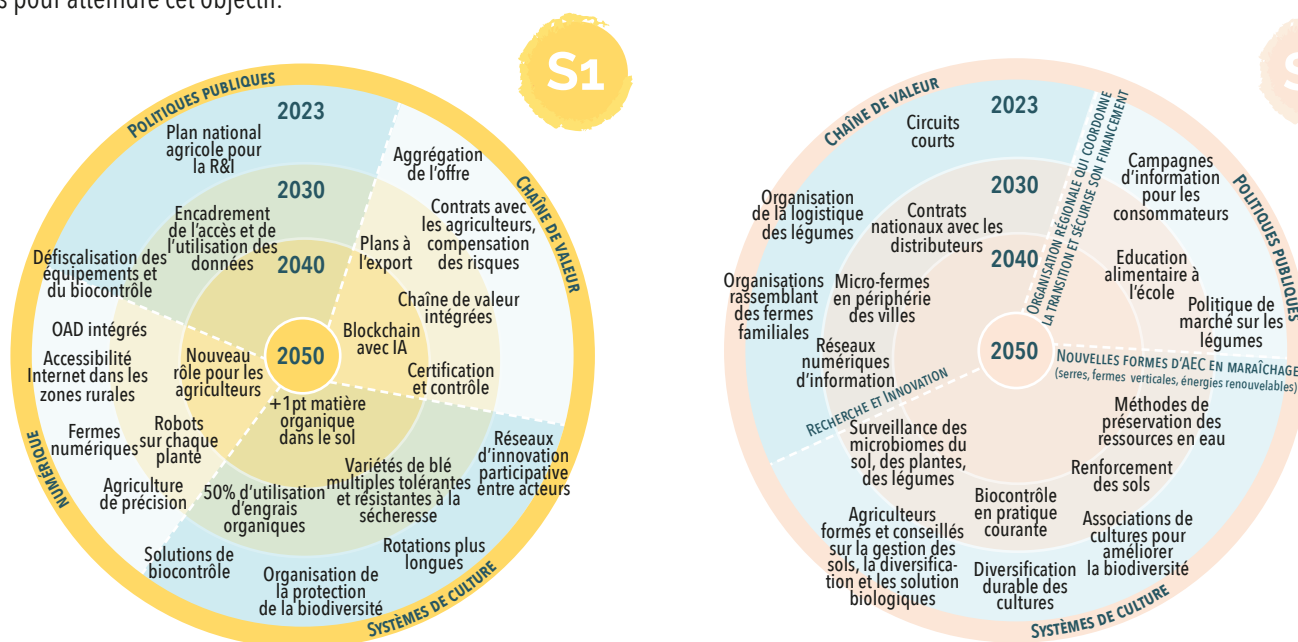 s pour atteindre cet objectif.
S1
POLITIQUES PUBLIQUES
2023
Plan national
agricole pour
la R&I
2030
Encadrement
de l'accès et de
l'utilisation des
données
2040
Défiscalisation des
équipements et
du biocontrôle
CHAÎNE DE VALEUR
Aggrégation
de l'offre
Contrats avec
les agriculteurs,
compensation
des risques
Plans à
l'export
Chaîne de valeur
intégrées
Blockchain
avec IA
Certification
et contrôle
2050
NUMÉRIQUE
OAD intégrés
Accessibilité
Internet dans les
zones rurales
Nouveau
rôle pour les
agriculteurs
Fermes
numériques
Robots
sur chaque
plante
Agriculture
de précision
SYSTÈMES DE CULTURE
+1pt matière
organique
dans le sol
Réseaux
d'innovation
participative
entre acteurs
Variétés de blé
multiples tolérantes
et résistantes à la
sécheresse
50% d'utilisation
d'engrais
organiques
Rotations plus
longues
Solutions de
biocontrôle
Organisation de
la protection
de la biodiversité
S
CHAÎNE DE VALEUR
2023
Circuits
courts
2030
Organisation
de la logistique
des légumes
Contrats
nationaux avec les
distributeurs
2040
Organisations
rassemblant
des fermes
familiales
Micro-fermes
en périphérie
des villes
Réseaux
numériques
d'information
2050
ORGANISATION RÉGIONALE QUI COORDONNE
LA TRANSITION ET SÉCURISE SON FINANCEMENT
POLITIQUES PUBLIQUES
Campagnes
d'information
pour les
consommateurs
Education
alimentaire à
l'école
Politique de
marché sur les
légumes
NOUVELLES FORMES D'AEC EN MARAÎCHAGE
(serres, fermes verticales, énergies renouvelables)
RECHERCHE ET INNOVATION
Méthodes de
préservation des
ressources en eau
Surveillance des
microbiomes du
sol, des plantes,
des légumes
Renforcement
des sols
Biocontrôle
en pratique
courante
Agriculteurs
formés et conseillés
sur la gestion des
sols, la diversifica-
tion et les solution
biologiques
Associations de
cultures pour
améliorer
la biodiversité
Diversification
durable des
cultures
SYSTÈMES DE CULTURE